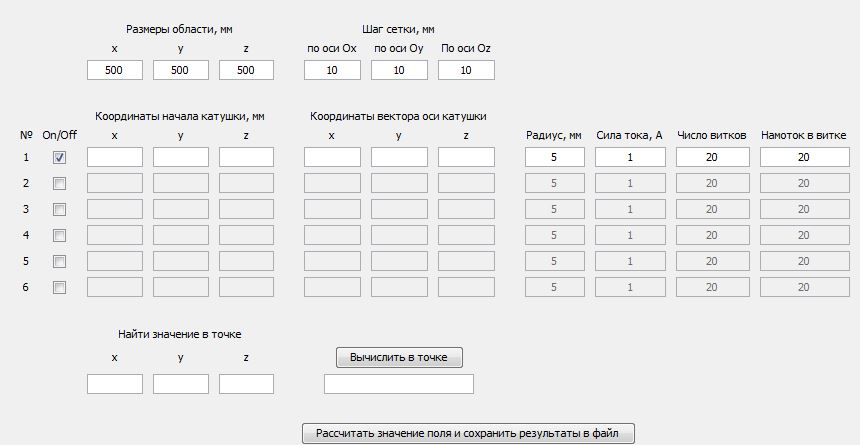 Размеры области, мм Шаг сетки, мм
x y z по оси Ox по оси Oy По оси Oz
500 500 500 10 10 10
Координаты начала катушки, мм Координаты вектора оси катушки
№ On/Off x y z x y z Радиус, мм Сила тока, А Число витков Намоток в витке
1 5 1 20 20
2 5 1 20 20
3 5 1 20 20
4 5 1 20 20
5 5 1 20 20
6 5 1 20 20
Найти значение в точке
x y z Вычислить в точке
Рассчитать значение поля и сохранить результаты в файл